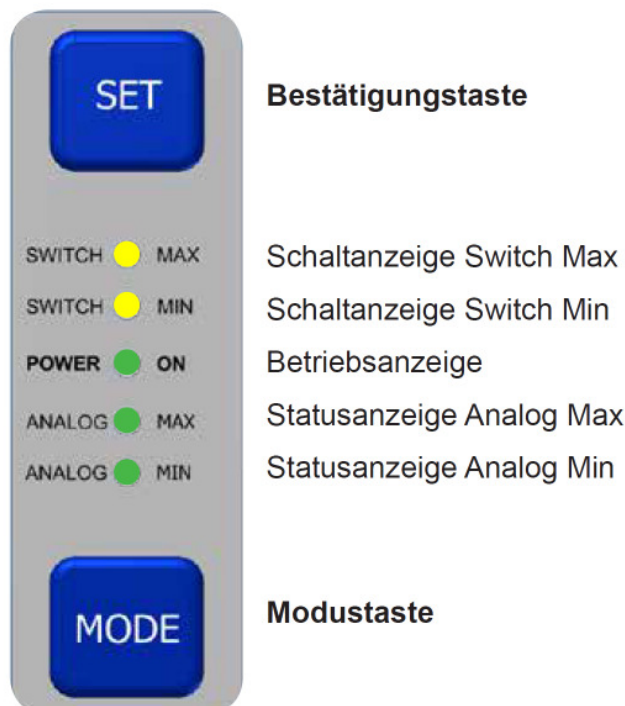 SET Bestätigungstaste
SWITCH MAX Schaltanzeige Switch Max
SWITCH MIN Schaltanzeige Switch Min
POWER ON Betriebsanzeige
ANALOG MAX Statusanzeige Analog Max
ANALOG MIN Statusanzeige Analog Min
MODE Modustaste